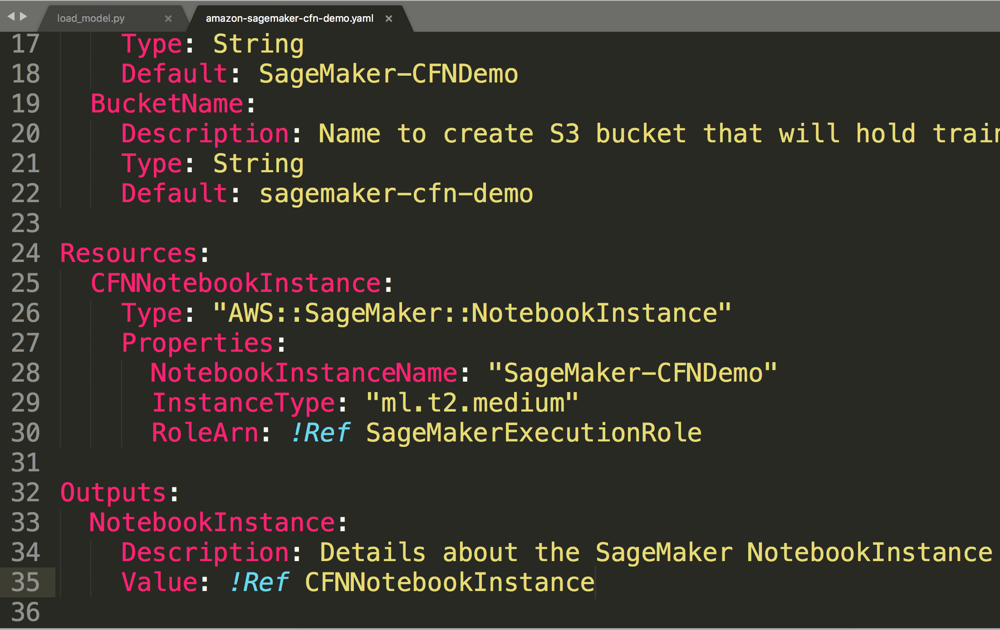 load_model.py × amazon-sagemaker-cfn-demo.yaml ×
17 Type: String
18 Default: SageMaker-CFNDemo
19 BucketName:
20 Description: Name to create S3 bucket that will hold
21 Type: String
22 Default: sagemaker-cfn-demo
23
24 Resources:
25 CFNNotebookInstance:
26 Type: "AWS::SageMaker::NotebookInstance"
27 Properties:
28 NotebookInstanceName: "SageMaker-CFNDemo"
29 InstanceType: "ml.t2.medium"
30 RoleArn: !Ref SageMakerExecutionRole
31
32 Outputs:
33 NotebookInstance:
34 Description: Details about the SageMaker NotebookInstance
35 Value: !Ref CFNNotebookInstance
36